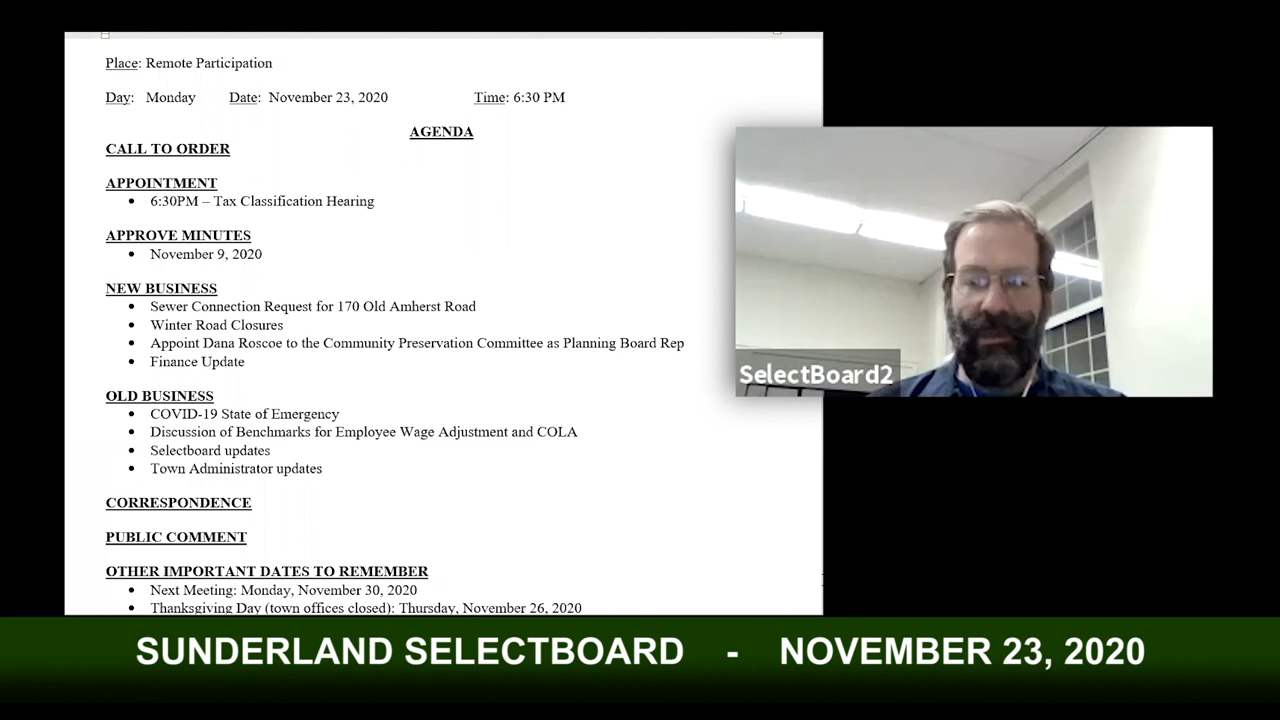 Place: Remote Participation
Day: Monday Date: November 23, 2020 Time: 6:30 PM
AGENDA
CALL TO ORDER
APPOINTMENT
• 6:30PM – Tax Classification Hearing
APPROVE MINUTES
• November 9, 2020
NEW BUSINESS
• Sewer Connection Request for 170 Old Amherst Road
• Winter Road Closures
• Appoint Dana Roscoe to the Community Preservation Committee as Planning Board Rep
• Finance Update
OLD BUSINESS
• COVID-19 State of Emergency
• Discussion of Benchmarks for Employee Wage Adjustment and COLA
• Selectboard updates
• Town Administrator updates
CORRESPONDENCE
PUBLIC COMMENT
OTHER IMPORTANT DATES TO REMEMBER
• Next Meeting: Monday, November 30, 2020
• Thanksgiving Day (town offices closed): Thursday, November 26, 2020
SelectBoard2
SUNDERLAND SELECTBOARD - NOVEMBER 23, 2020